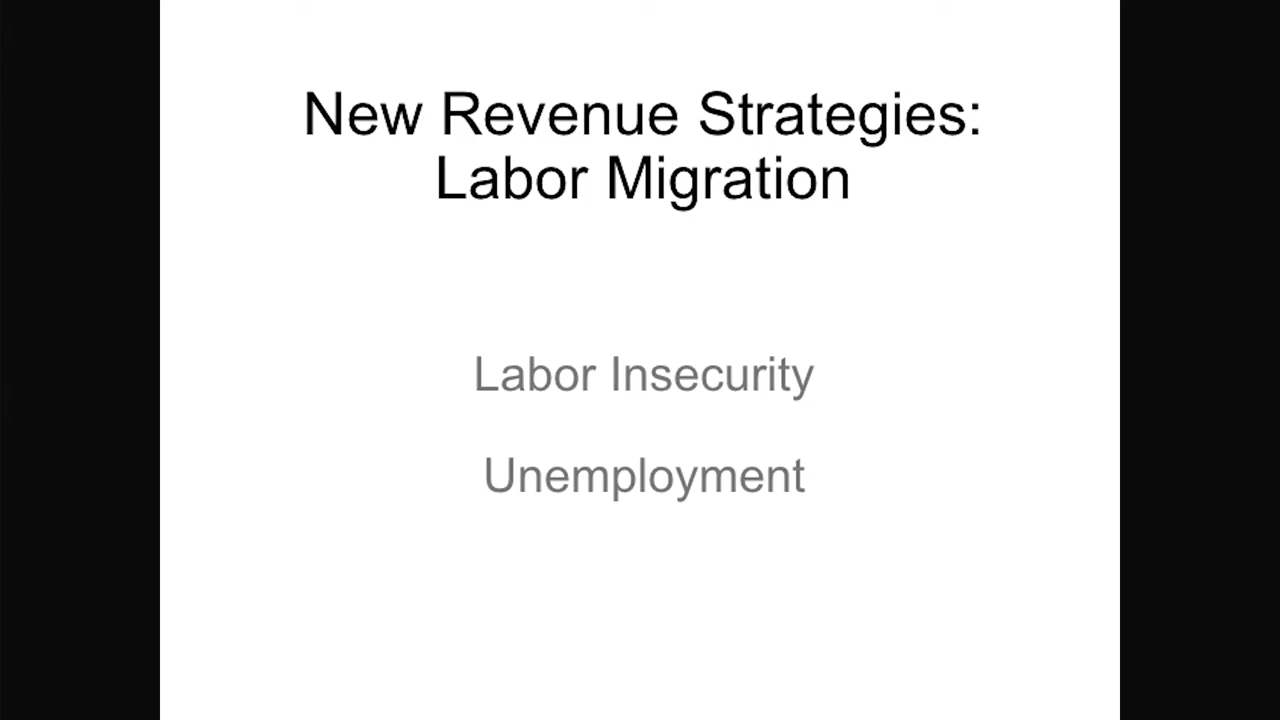 New Revenue Strategies:
Labor Migration
Labor Insecurity
Unemployment